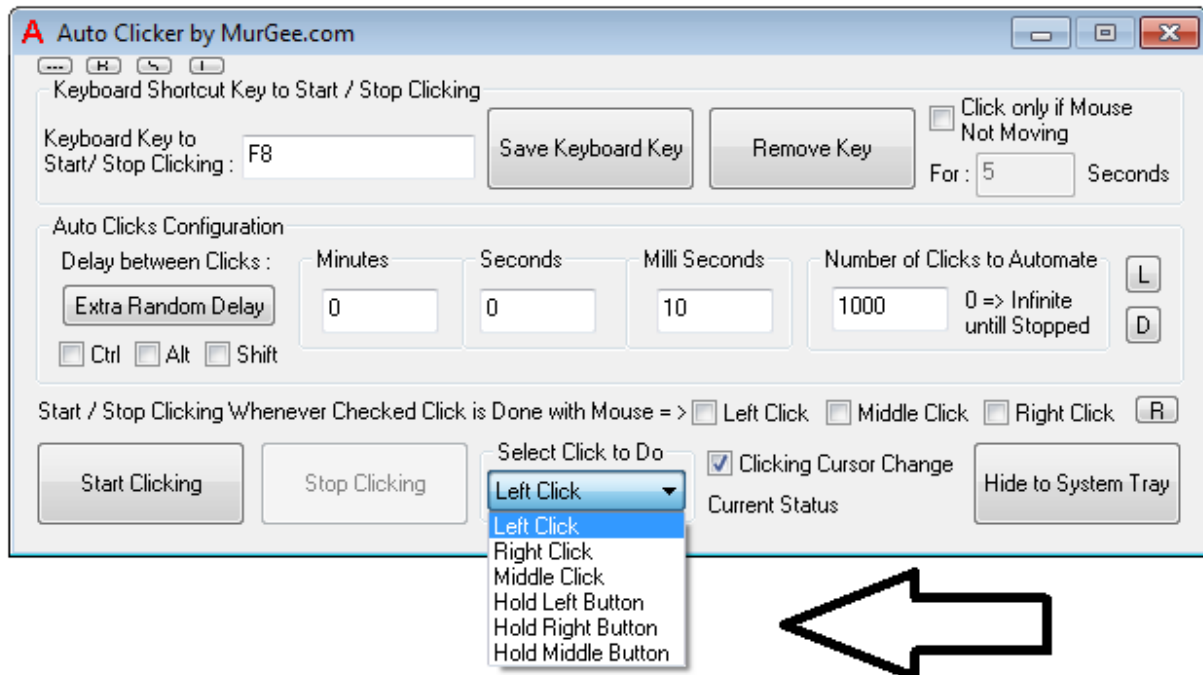 A Auto Clicker by MurGee.com
Keyboard Shortcut Key to Start / Stop Clicking
Keyboard Key to
Start/ Stop Clicking :
F8
Save Keyboard Key
Remove Key
Click only if Mouse
Not Moving
For : 5 Seconds
Auto Clicks Configuration
Delay between Clicks :
Minutes
Seconds
Milli Seconds
Number of Clicks to Automate
L
Extra Random Delay
0
0
10
1000
0 => Infinite
untill Stopped
D
Ctrl Alt Shift
Start / Stop Clicking Whenever Checked Click is Done with Mouse = > Left Click Middle Click Right Click R
Start Clicking
Stop Clicking
Select Click to Do
Left Click
Clicking Cursor Change
Current Status
Hide to System Tray
Left Click
Right Click
Middle Click
Hold Left Button
Hold Right Button
Hold Middle Button